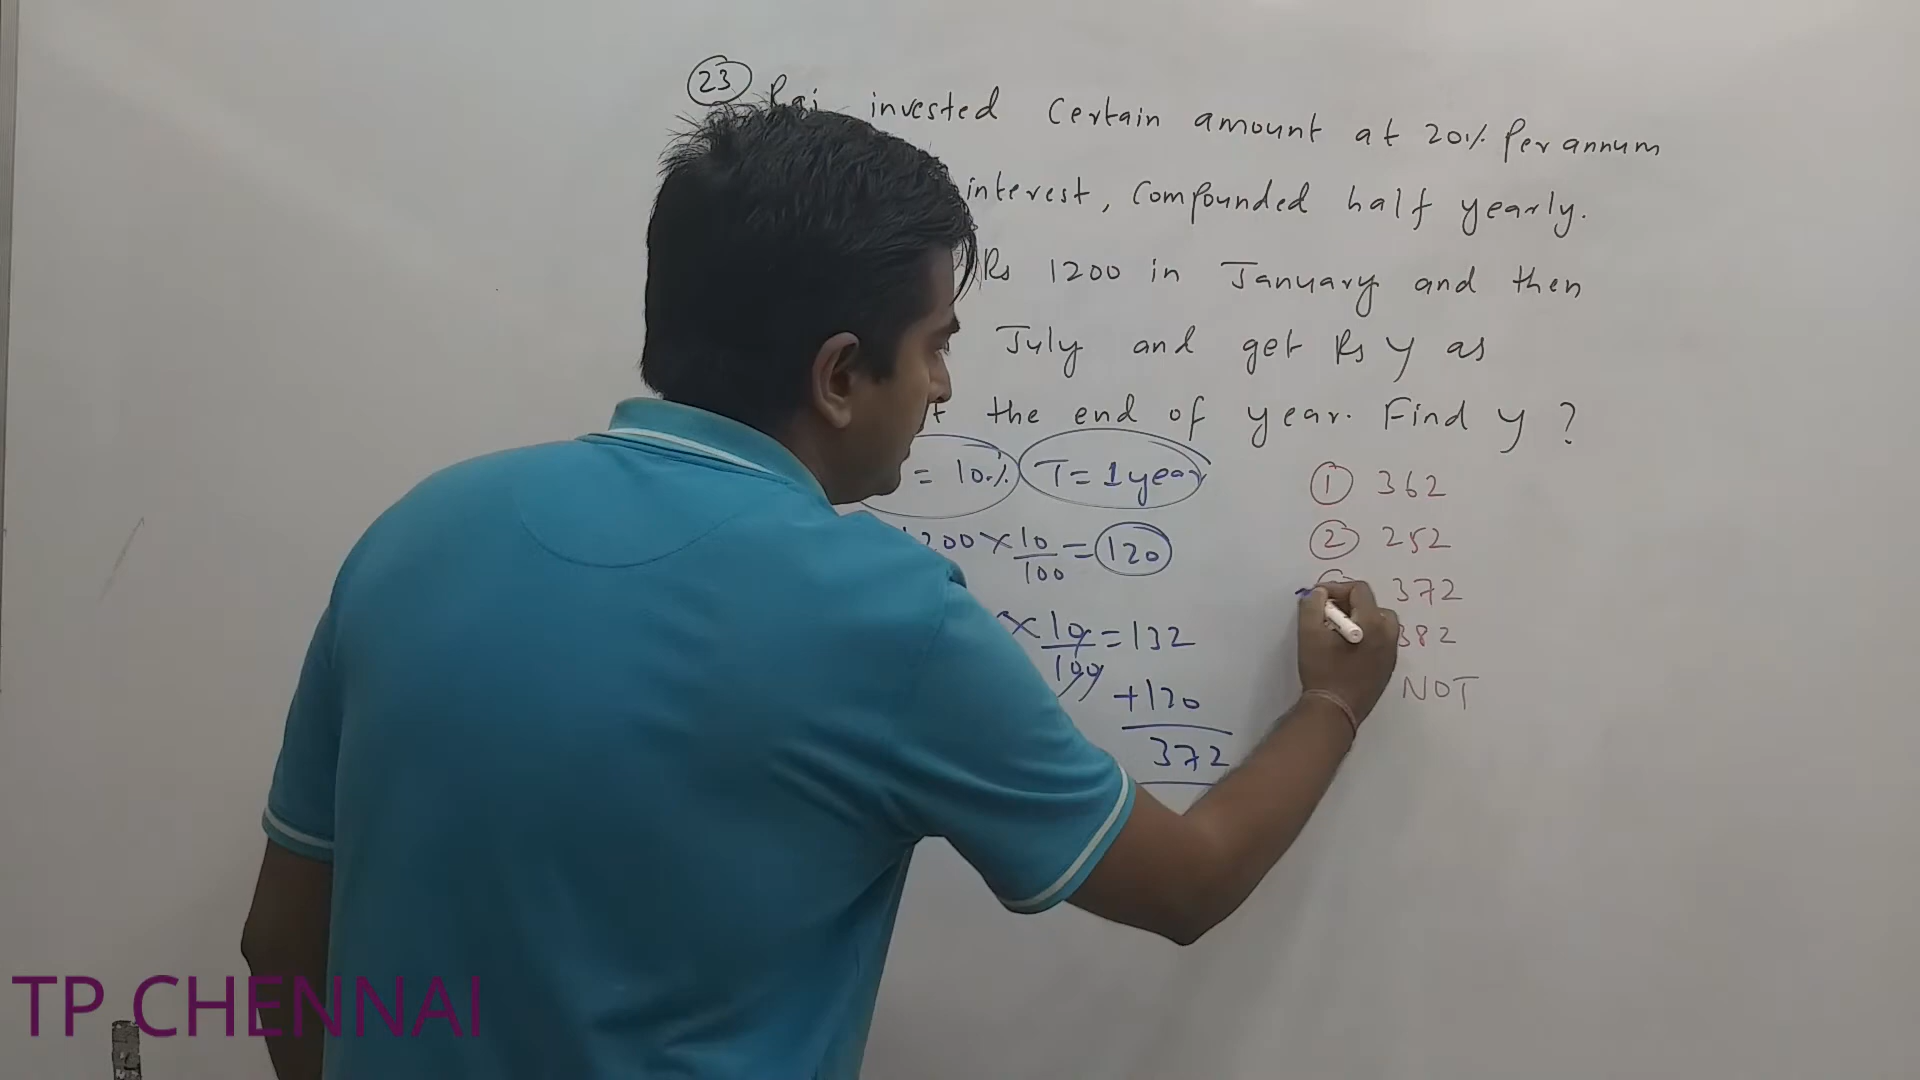 23 Raj invested Certain amount at 20% Per annum
interest, Compounded half yearly.
Rs 1200 in January and then
July and get Rs y as
the end of year. Find y ?
= 10% T = 1 year
1200 × 10/100 = 120
× 10/100 = 132
+120
372
1 362
2 252
372
382
NOT
TP CHENNAI